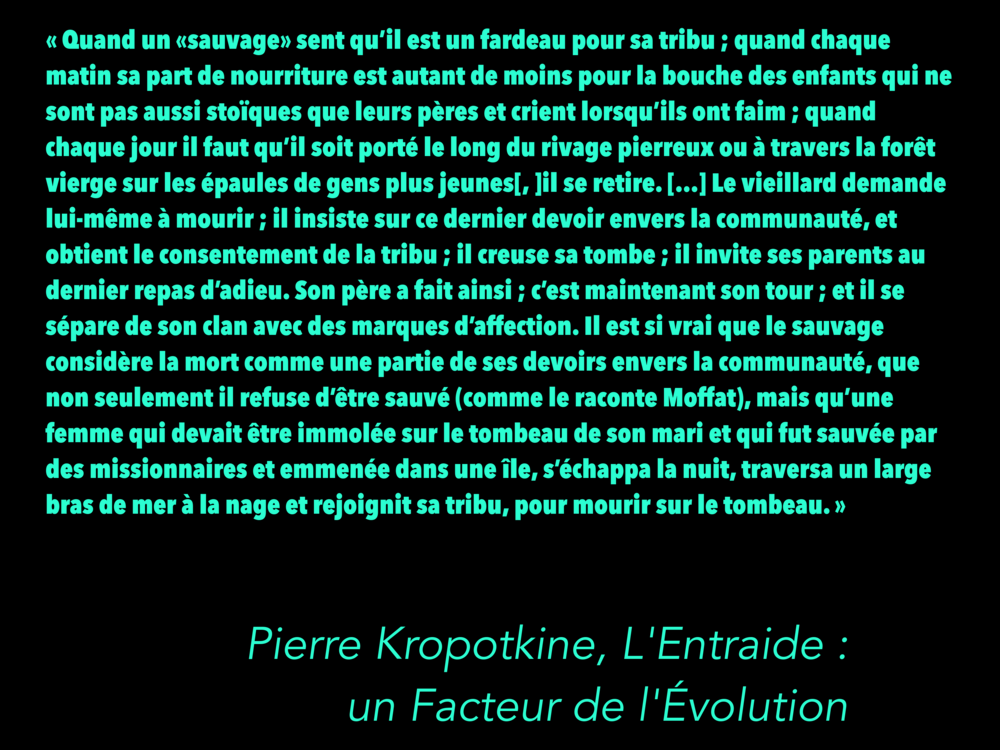 « Quand un «sauvage» sent qu’il est un fardeau pour sa tribu ; quand chaque
matin sa part de nourriture est autant de moins pour la bouche des enfants qui ne
sont pas aussi stoïques que leurs pères et crient lorsqu’ils ont faim ; quand
chaque jour il faut qu’il soit porté le long du rivage pierreux ou à travers la forêt
vierge sur les épaules de gens plus jeunes[, ]il se retire. [...] Le vieillard demande
lui-même à mourir ; il insiste sur ce dernier devoir envers la communauté, et
obtient le consentement de la tribu ; il creuse sa tombe ; il invite ses parents au
dernier repas d’adieu. Son père a fait ainsi ; c’est maintenant son tour ; et il se
sépare de son clan avec des marques d’affection. Il est si vrai que le sauvage
considère la mort comme une partie de ses devoirs envers la communauté, que
non seulement il refuse d’être sauvé (comme le raconte Moffat), mais qu’une
femme qui devait être immolée sur le tombeau de son mari et qui fut sauvée par
des missionnaires et emmenée dans une île, s’échappa la nuit, traversa un large
bras de mer à la nage et rejoignit sa tribu, pour mourir sur le tombeau. »
Pierre Kropotkine, L'Entraide :
un Facteur de l'Évolution